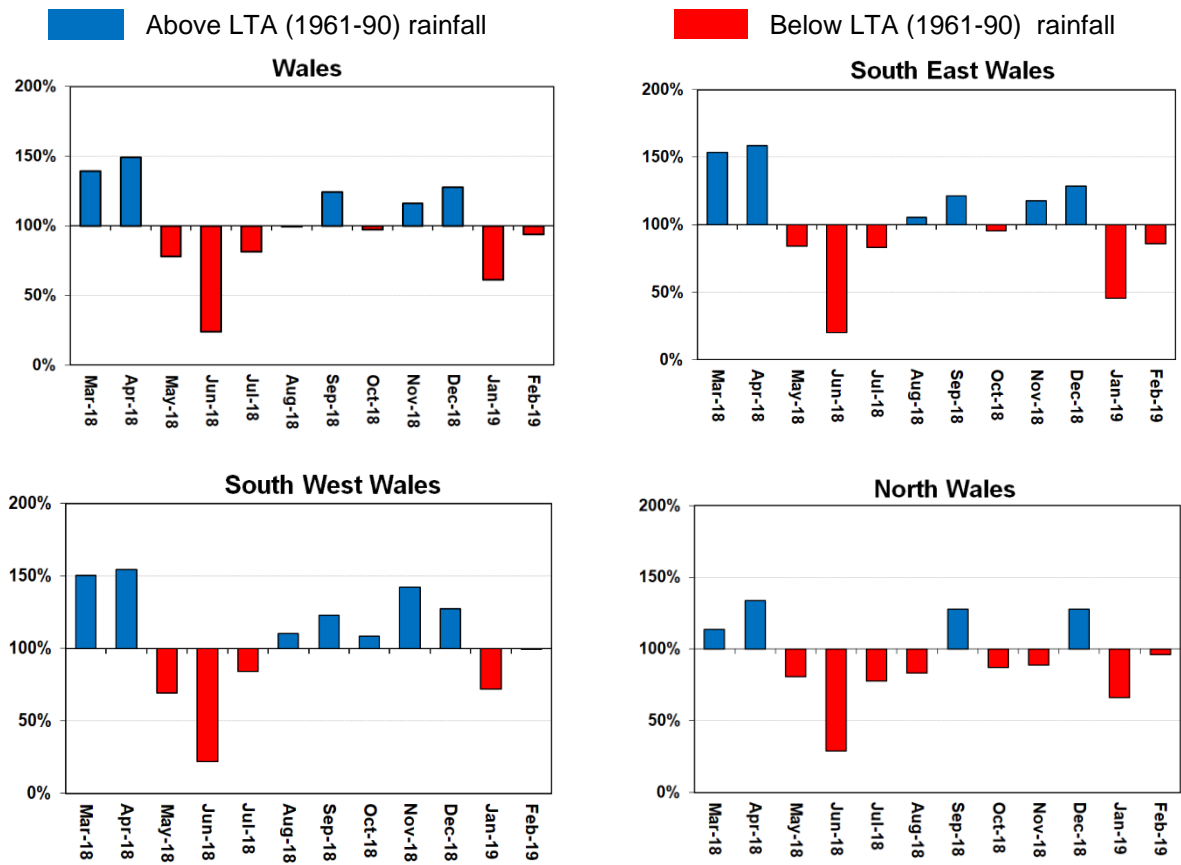 Above LTA (1961-90) rainfall
Below LTA (1961-90) rainfall
Wales
200%
150%
100%
50%
0%
Mar-18
Apr-18
May-18
Jun-18
Jul-18
Aug-18
Sep-18
Oct-18
Nov-18
Dec-18
Jan-19
Feb-19
South East Wales
200%
150%
100%
50%
0%
Mar-18
Apr-18
May-18
Jun-18
Jul-18
Aug-18
Sep-18
Oct-18
Nov-18
Dec-18
Jan-19
Feb-19
South West Wales
200%
150%
100%
50%
0%
Mar-18
Apr-18
May-18
Jun-18
Jul-18
Aug-18
Sep-18
Oct-18
Nov-18
Dec-18
Jan-19
Feb-19
North Wales
200%
150%
100%
50%
0%
Mar-18
Apr-18
May-18
Jun-18
Jul-18
Aug-18
Sep-18
Oct-18
Nov-18
Dec-18
Jan-19
Feb-19